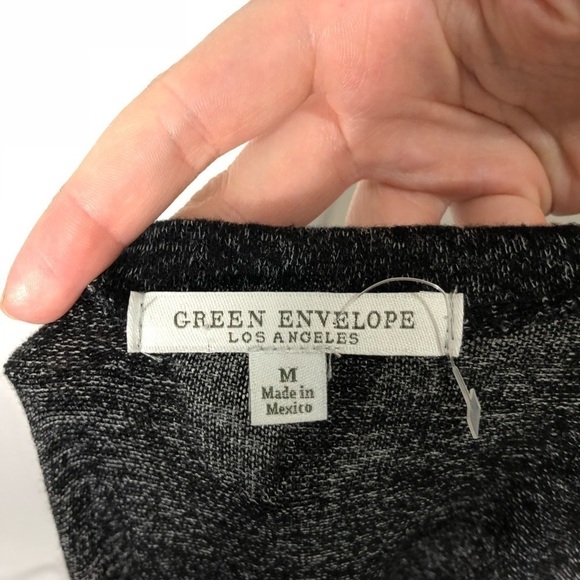 GREEN ENVELOPE
LOS ANGELES
M
Made in
Mexico